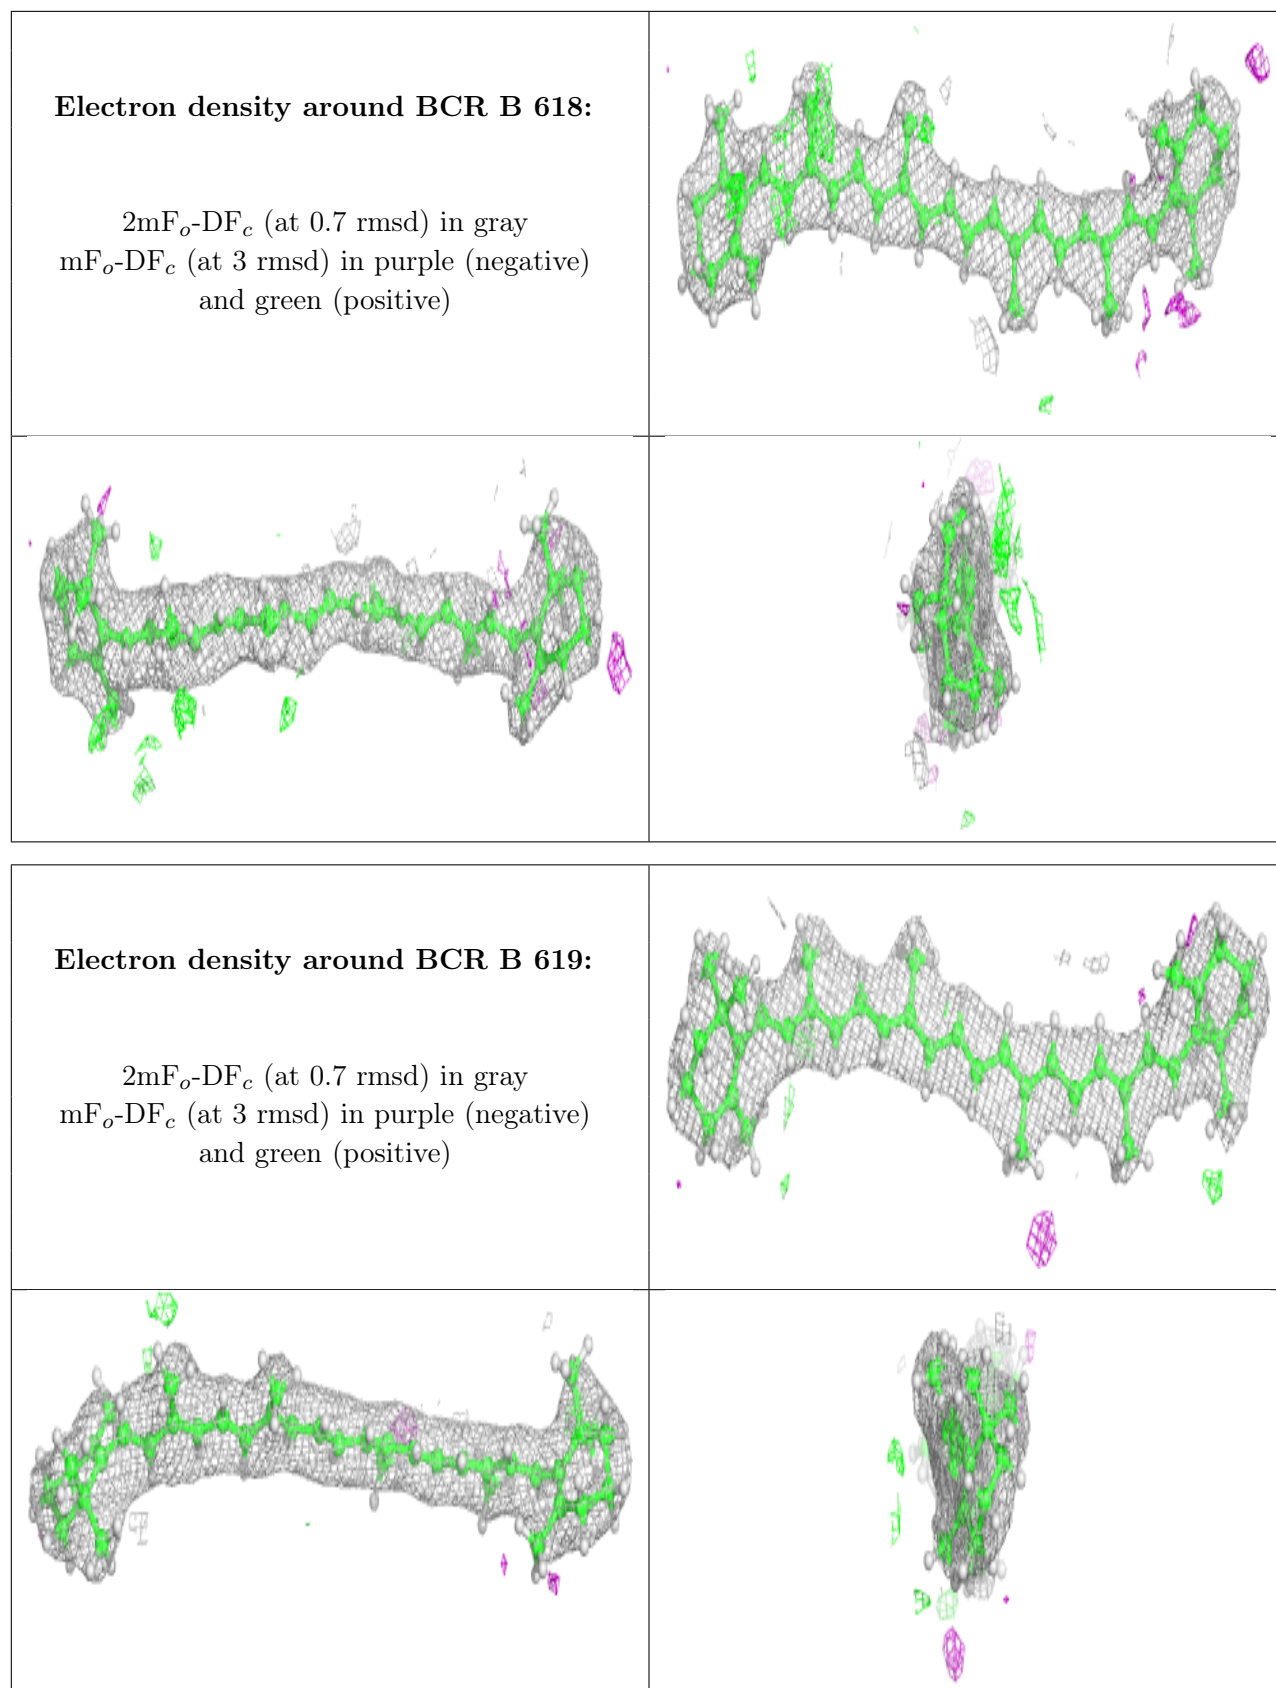 Electron density around BCR B 618:
2mFₒ-DF𝒸 (at 0.7 rmsd) in gray
mFₒ-DF𝒸 (at 3 rmsd) in purple (negative)
and green (positive)
Electron density around BCR B 619:
2mFₒ-DF𝒸 (at 0.7 rmsd) in gray
mFₒ-DF𝒸 (at 3 rmsd) in purple (negative)
and green (positive)